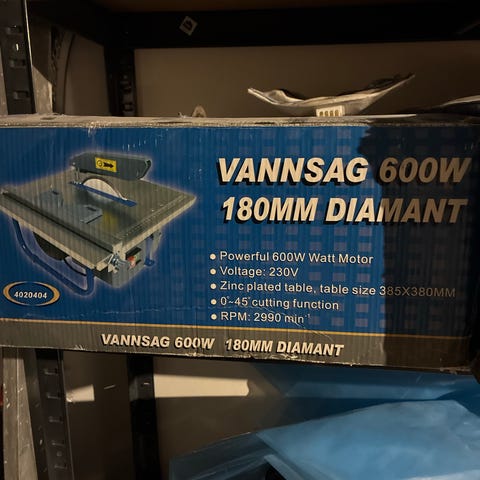 VANNSAG 600W
180MM DIAMANT
• Powerful 600W Watt Motor
• Voltage: 230V
• Zinc plated table, table size 385X380MM
• 0°~45° cutting function
• RPM: 2990 min⁻¹
4020404
VANNSAG 600W 180MM DIAMANT